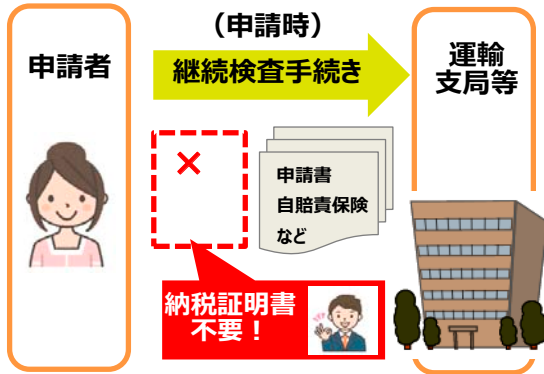 (申請時)
申請者
継続検査手続き
運輸
支局等
×
申請書
自賠責保険
など
納税証明書
不要!